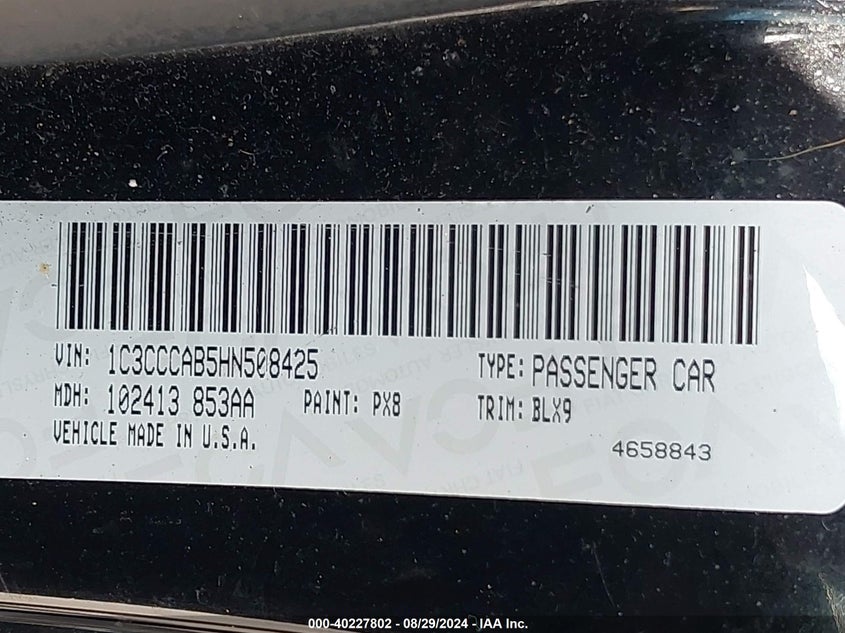 VIN: 1C3CCCAB5HN508425 TYPE: PASSENGER CAR
MDH: 102413 853AA PAINT: PX8 TRIM: BLX9
VEHICLE MADE IN U.S.A. 4658843
000-40227802 - 08/29/2024 - IAA Inc.